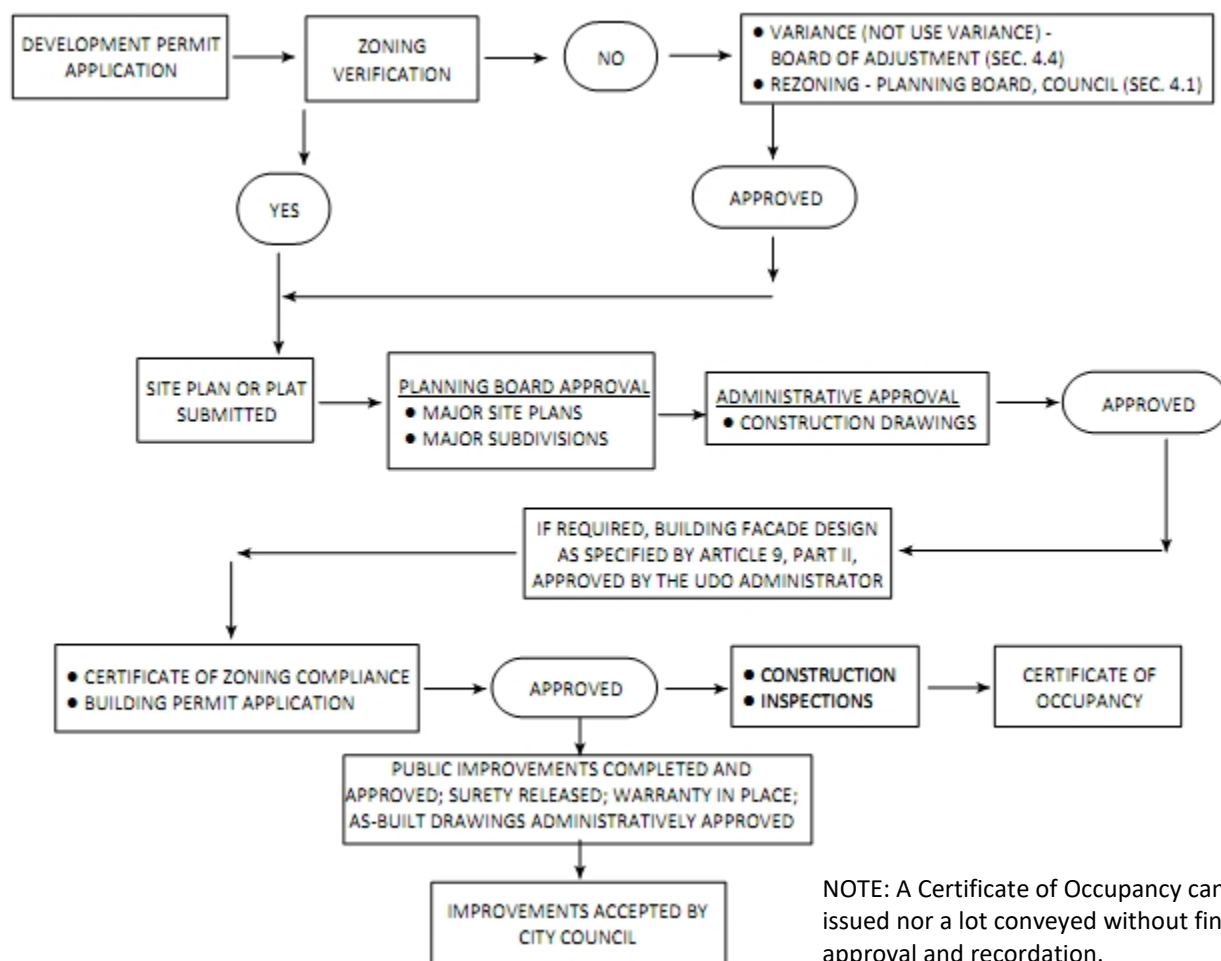 DEVELOPMENT PERMIT
APPLICATION
ZONING
VERIFICATION
NO
● VARIANCE (NOT USE VARIANCE) -
BOARD OF ADJUSTMENT (SEC. 4.4)
● REZONING - PLANNING BOARD, COUNCIL (SEC. 4.1)
YES
APPROVED
SITE PLAN OR PLAT
SUBMITTED
PLANNING BOARD APPROVAL
● MAJOR SITE PLANS
● MAJOR SUBDIVISIONS
ADMINISTRATIVE APPROVAL
● CONSTRUCTION DRAWINGS
APPROVED
IF REQUIRED, BUILDING FACADE DESIGN
AS SPECIFIED BY ARTICLE 9, PART II,
APPROVED BY THE UDO ADMINISTRATOR
● CERTIFICATE OF ZONING COMPLIANCE
● BUILDING PERMIT APPLICATION
APPROVED
● CONSTRUCTION
● INSPECTIONS
CERTIFICATE OF
OCCUPANCY
PUBLIC IMPROVEMENTS COMPLETED AND
APPROVED; SURETY RELEASED; WARRANTY IN PLACE;
AS-BUILT DRAWINGS ADMINISTRATIVELY APPROVED
IMPROVEMENTS ACCEPTED BY
CITY COUNCIL
NOTE: A Certificate of Occupancy can
issued nor a lot conveyed without fin
approval and recordation.